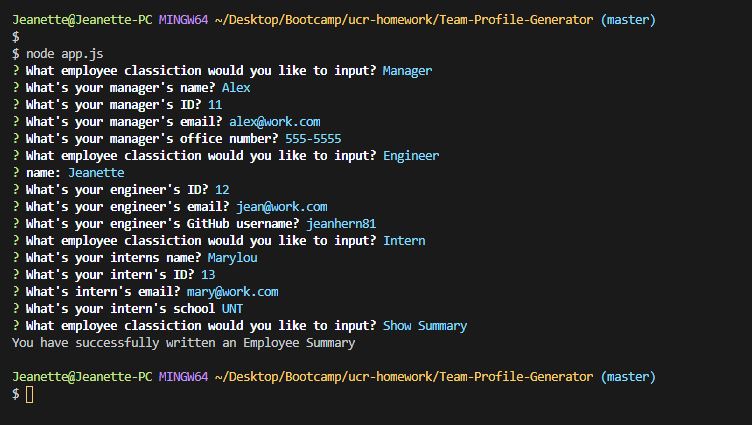 Jeanette@Jeanette-PC MINGW64 ~/Desktop/Bootcamp/ucr-homework/Team-Profile-Generator (master)
$
$ node app.js
? What employee classiction would you like to input? Manager
? What's your manager's name? Alex
? What's your manager's ID? 11
? What's your manager's email? alex@work.com
? What's your manager's office number? 555-5555
? What employee classiction would you like to input? Engineer
? name: Jeanette
? What's your engineer's ID? 12
? What's your engineer's email? jean@work.com
? What's your engineer's GitHub username? jeanhern81
? What employee classiction would you like to input? Intern
? What's your interns name? Marylou
? What's your intern's ID? 13
? What's intern's email? mary@work.com
? What's your intern's school UNT
? What employee classiction would you like to input? Show Summary
You have successfully written an Employee Summary
Jeanette@Jeanette-PC MINGW64 ~/Desktop/Bootcamp/ucr-homework/Team-Profile-Generator (master)
$